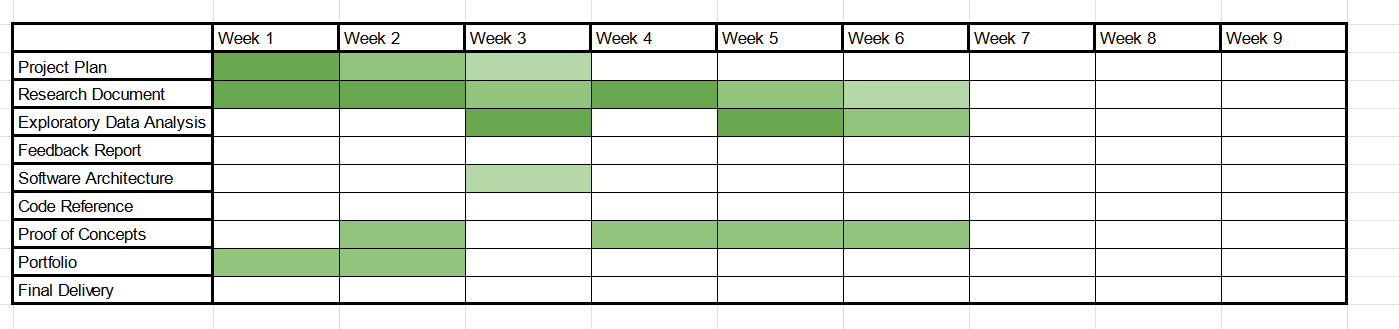 Week 1 Week 2 Week 3 Week 4 Week 5 Week 6 Week 7 Week 8 Week 9
Project Plan
Research Document
Exploratory Data Analysis
Feedback Report
Software Architecture
Code Reference
Proof of Concepts
Portfolio
Final Delivery